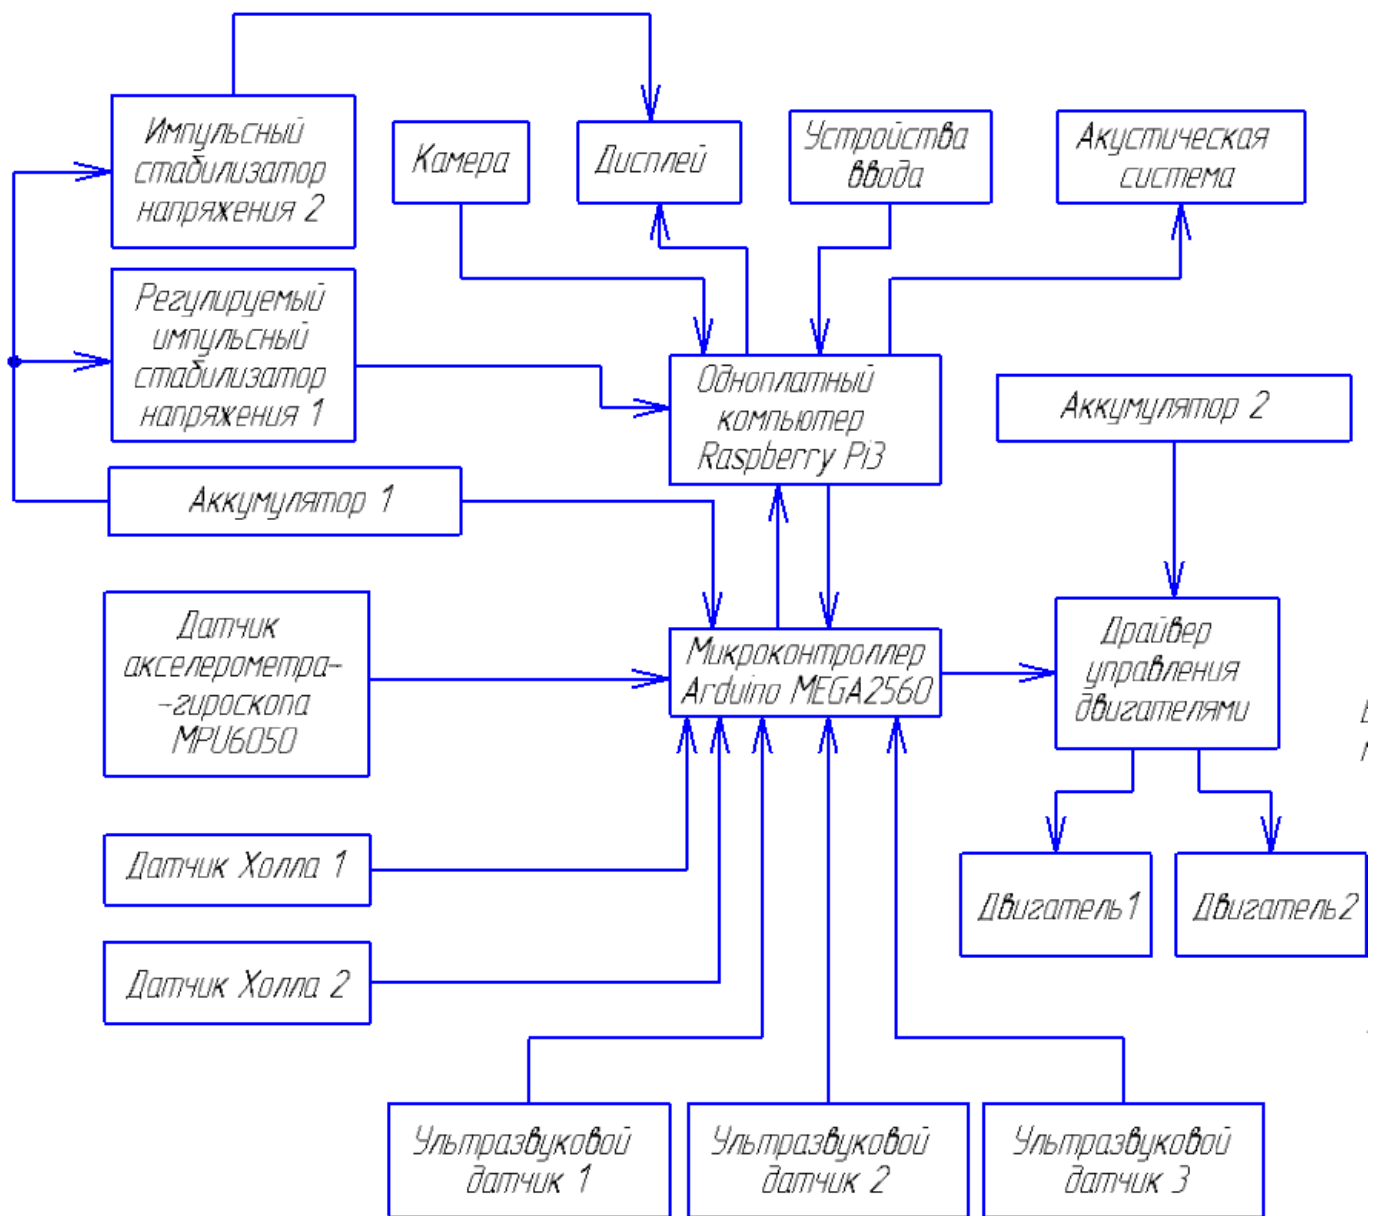 Импульсный
стабилизатор
напряжения 2
Камера
Дисплей
Устройства
ввода
Акустическая
система
Регулируемый
импульсный
стабилизатор
напряжения 1
Одноплатный
компьютер
Raspberry Pi3
Аккумулятор 2
Аккумулятор 1
Датчик
акселерометра-
-гироскопа
MPU6050
Микроконтроллер
Arduino MEGA2560
Драйвер
управления
двигателями
Датчик Холла 1
Двигатель1
Двигатель2
Датчик Холла 2
Ультразвуковой
датчик 1
Ультразвуковой
датчик 2
Ультразвуковой
датчик 3